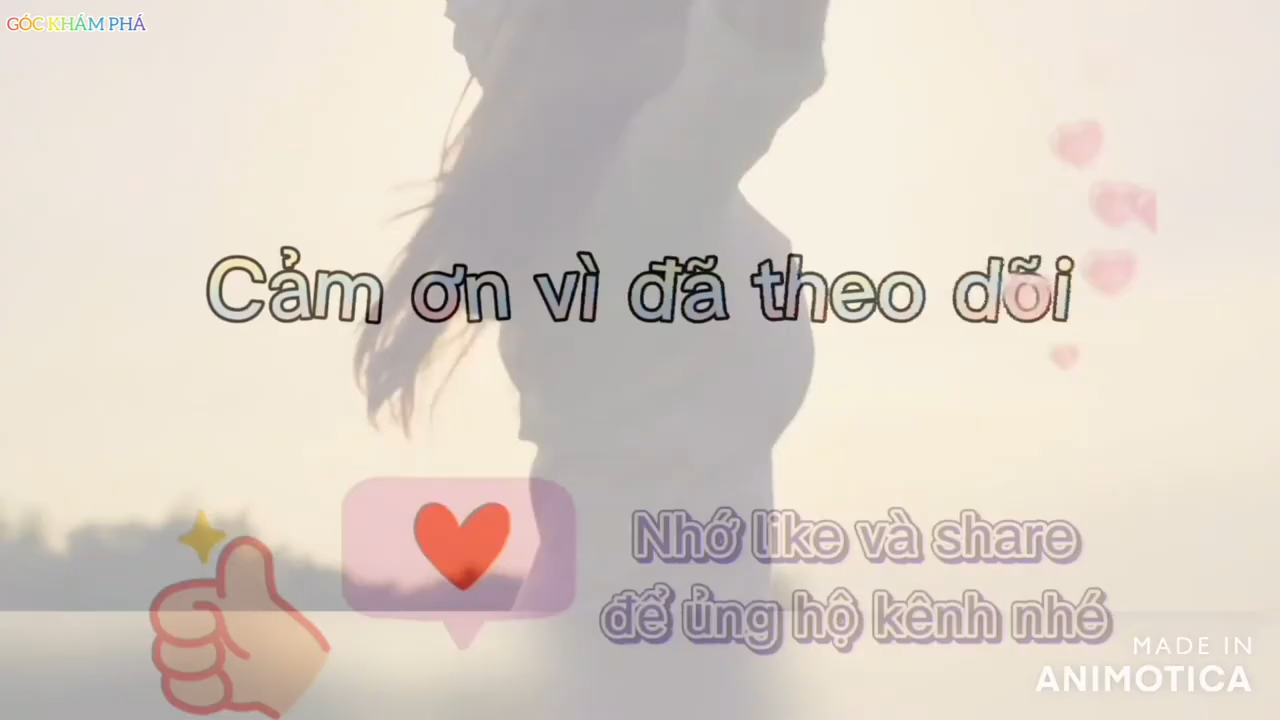 GÓC KHÁM PHÁ
Cảm ơn vì đã theo dõi
Nhớ like và share
để ủng hộ kênh nhé
MADE IN
ANIMOTICA